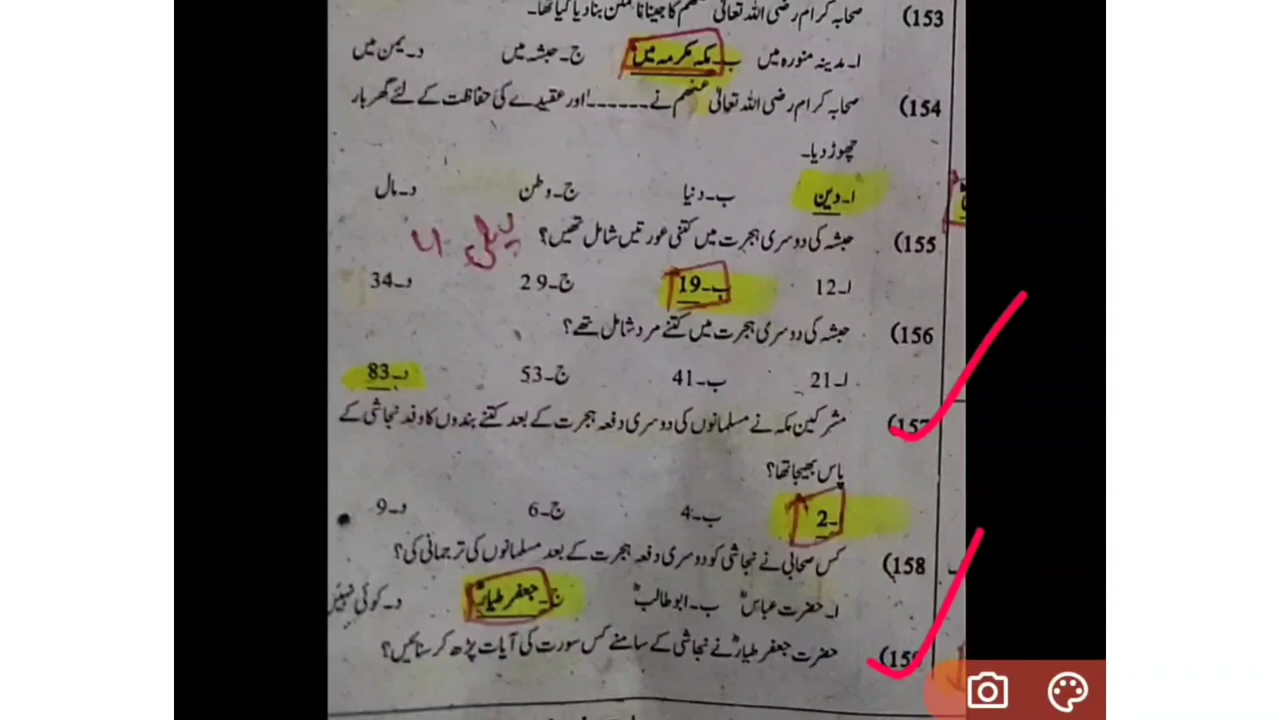 153) صحابہ کرام رضی اللہ تعالیٰ عنھم کا جینا ناممکن بنا دیا گیا تھا۔
ا۔ مدینہ منورہ میں ب۔ مکہ مکرمہ میں ج۔ حبشہ میں د۔ یمن میں
154) صحابہ کرام رضی اللہ تعالیٰ عنھم نے ------ اور عقیدے کی حفاظت کے لئے گھر بار
چھوڑ دیا۔
ا۔ دین ب۔ دنیا ج۔ وطن د۔ مال
155) حبشہ کی دوسری ہجرت میں کتنی عورتیں شامل تھیں؟ پہلی
ا۔ 12 ب۔ 19 ج۔ 29 د۔ 34
156) حبشہ کی دوسری ہجرت میں کتنے مرد شامل تھے؟
ا۔ 21 ب۔ 41 ج۔ 53 د۔ 83
157) مشرکین مکہ نے مسلمانوں کی دوسری دفعہ ہجرت کے بعد کتنے بندوں کا وفد نجاشی کے
پاس بھیجا تھا؟
ا۔ 2 ب۔ 4 ج۔ 6 د۔ 9
158) کس صحابی نے نجاشی کو دوسری دفعہ ہجرت کے بعد مسلمانوں کی ترجمانی کی؟
ا۔ حضرت عباسؓ ب۔ ابو طالبؓ ج۔ جعفر طیارؓ د۔ کوئی نہیں
159) حضرت جعفر طیارؓ نے نجاشی کے سامنے کس سورت کی آیات پڑھ کر سنائیں؟